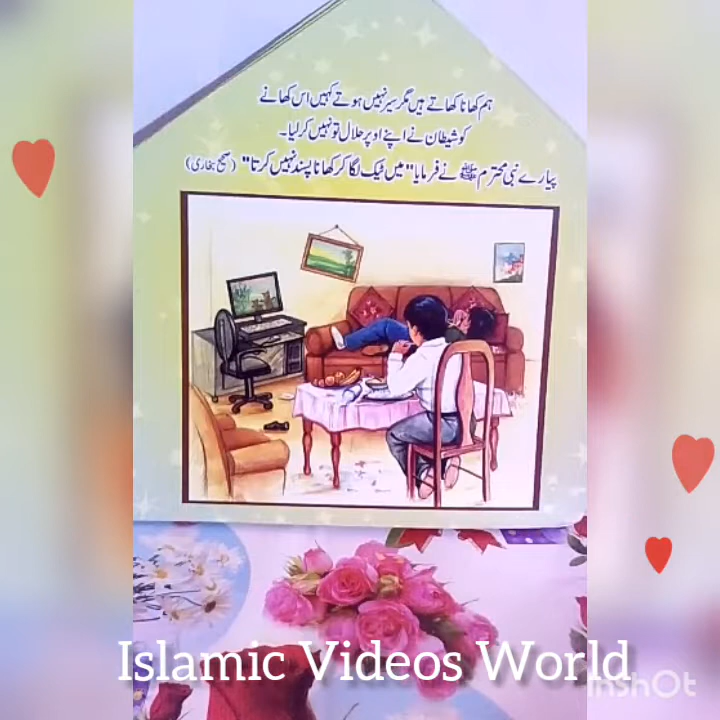 ہم کھانا کھاتے ہیں مگر سیر نہیں ہوتے کہیں اس کھانے
کو شیطان نے اپنے اوپر حلال تو نہیں کر لیا۔
پیارے نبی محترم ﷺ نے فرمایا "میں ٹیک لگا کر کھانا پسند نہیں کرتا" (صحیح بخاری)
Islamic Videos World
InShOt